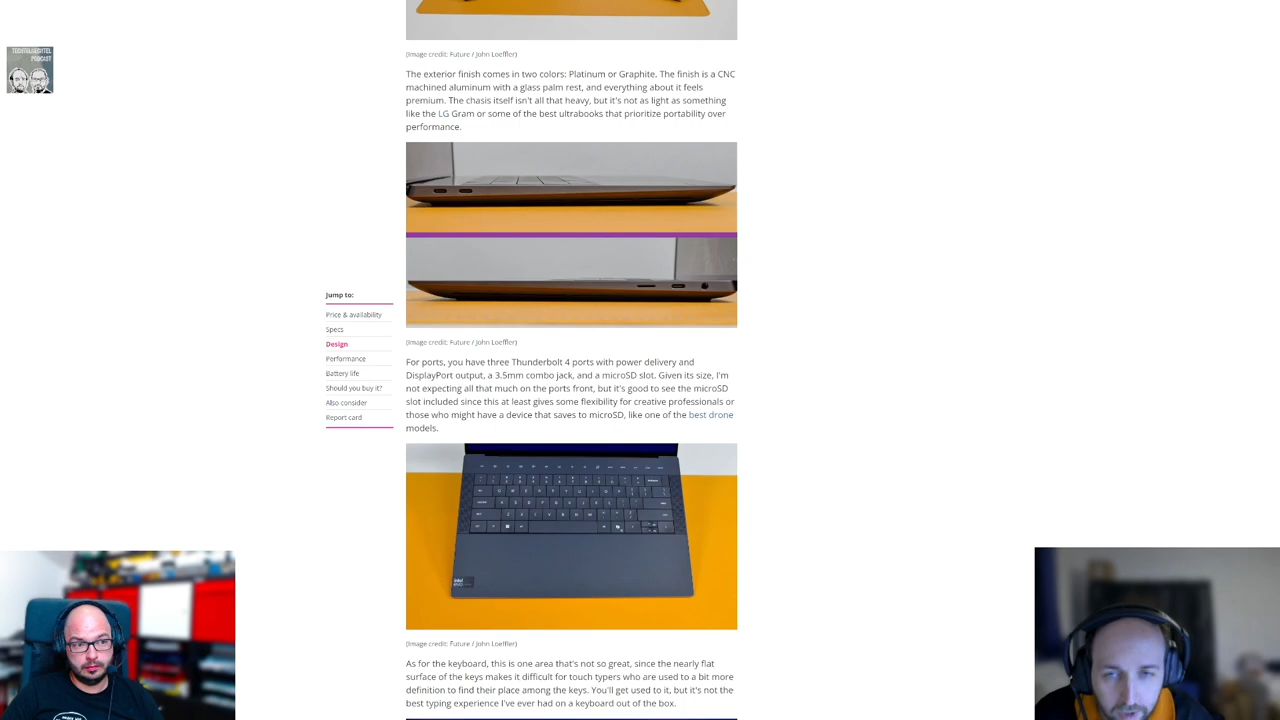 TECHTELMECHTEL
PODCAST
(Image credit: Future / John Loeffler)
The exterior finish comes in two colors: Platinum or Graphite. The finish is a CNC
machined aluminum with a glass palm rest, and everything about it feels
premium. The chasis itself isn't all that heavy, but it's not as light as something
like the LG Gram or some of the best ultrabooks that prioritize portability over
performance.
Jump to:
Price & availability
Specs
Design
Performance
Battery life
Should you buy it?
Also consider
Report card
(Image credit: Future / John Loeffler)
For ports, you have three Thunderbolt 4 ports with power delivery and
DisplayPort output, a 3.5mm combo jack, and a microSD slot. Given its size, I'm
not expecting all that much on the ports front, but it's good to see the microSD
slot included since this at least gives some flexibility for creative professionals or
those who might have a device that saves to microSD, like one of the best drone
models.
(Image credit: Future / John Loeffler)
As for the keyboard, this is one area that's not so great, since the nearly flat
surface of the keys makes it difficult for touch typers who are used to a bit more
definition to find their place among the keys. You'll get used to it, but it's not the
best typing experience I've ever had on a keyboard out of the box.